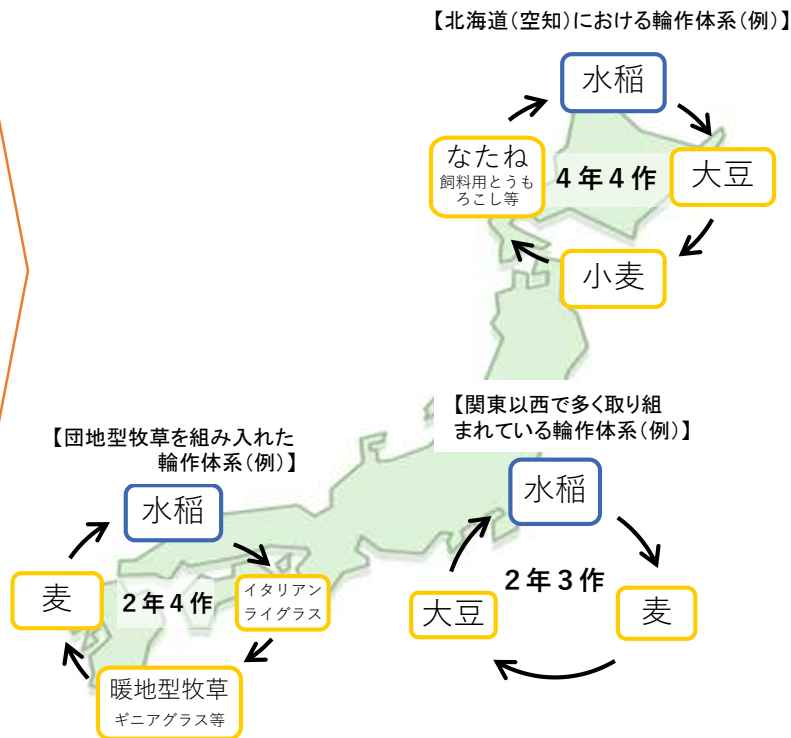 【北海道（空知）における輪作体系（例）】
水稲
なたね
飼料用とうも
ろこし等
４年４作
大豆
小麦
【関東以西で多く取り組
まれている輪作体系（例）】
水稲
２年３作
大豆
麦
【団地型牧草を組み入れた
輪作体系（例）】
水稲
麦
２年４作
イタリアン
ライグラス
暖地型牧草
ギニアグラス等